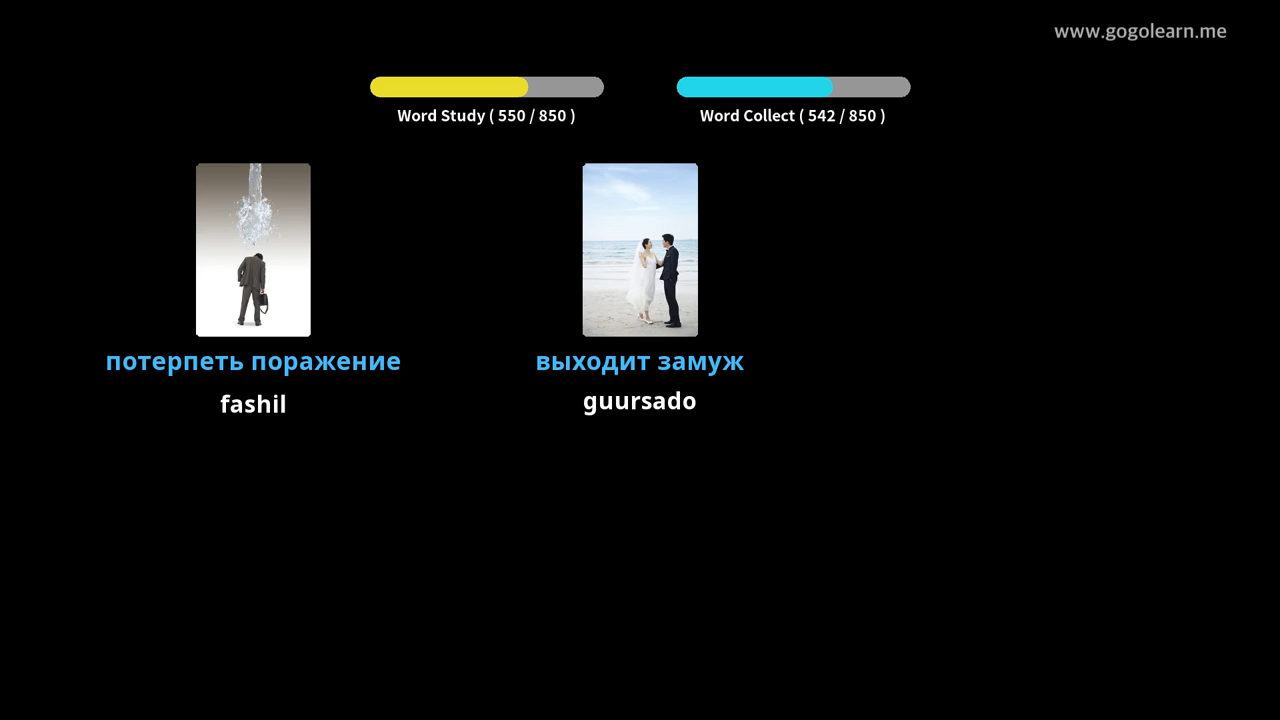 www.gogolearn.me
Word Study ( 550 / 850 )
Word Collect ( 542 / 850 )
потерпеть поражение
fashil
выходит замуж
guursado